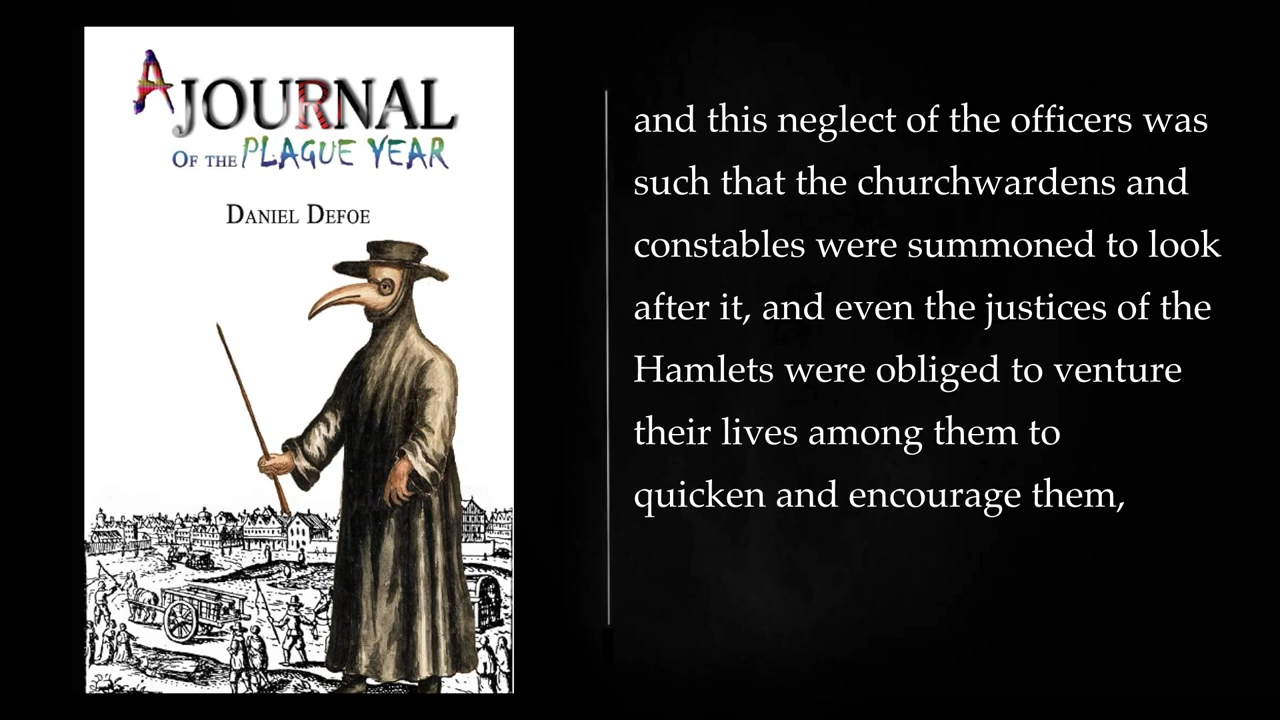 A JOURNAL
OF THE PLAGUE YEAR
DANIEL DEFOE
and this neglect of the officers was
such that the churchwardens and
constables were summoned to look
after it, and even the justices of the
Hamlets were obliged to venture
their lives among them to
quicken and encourage them,